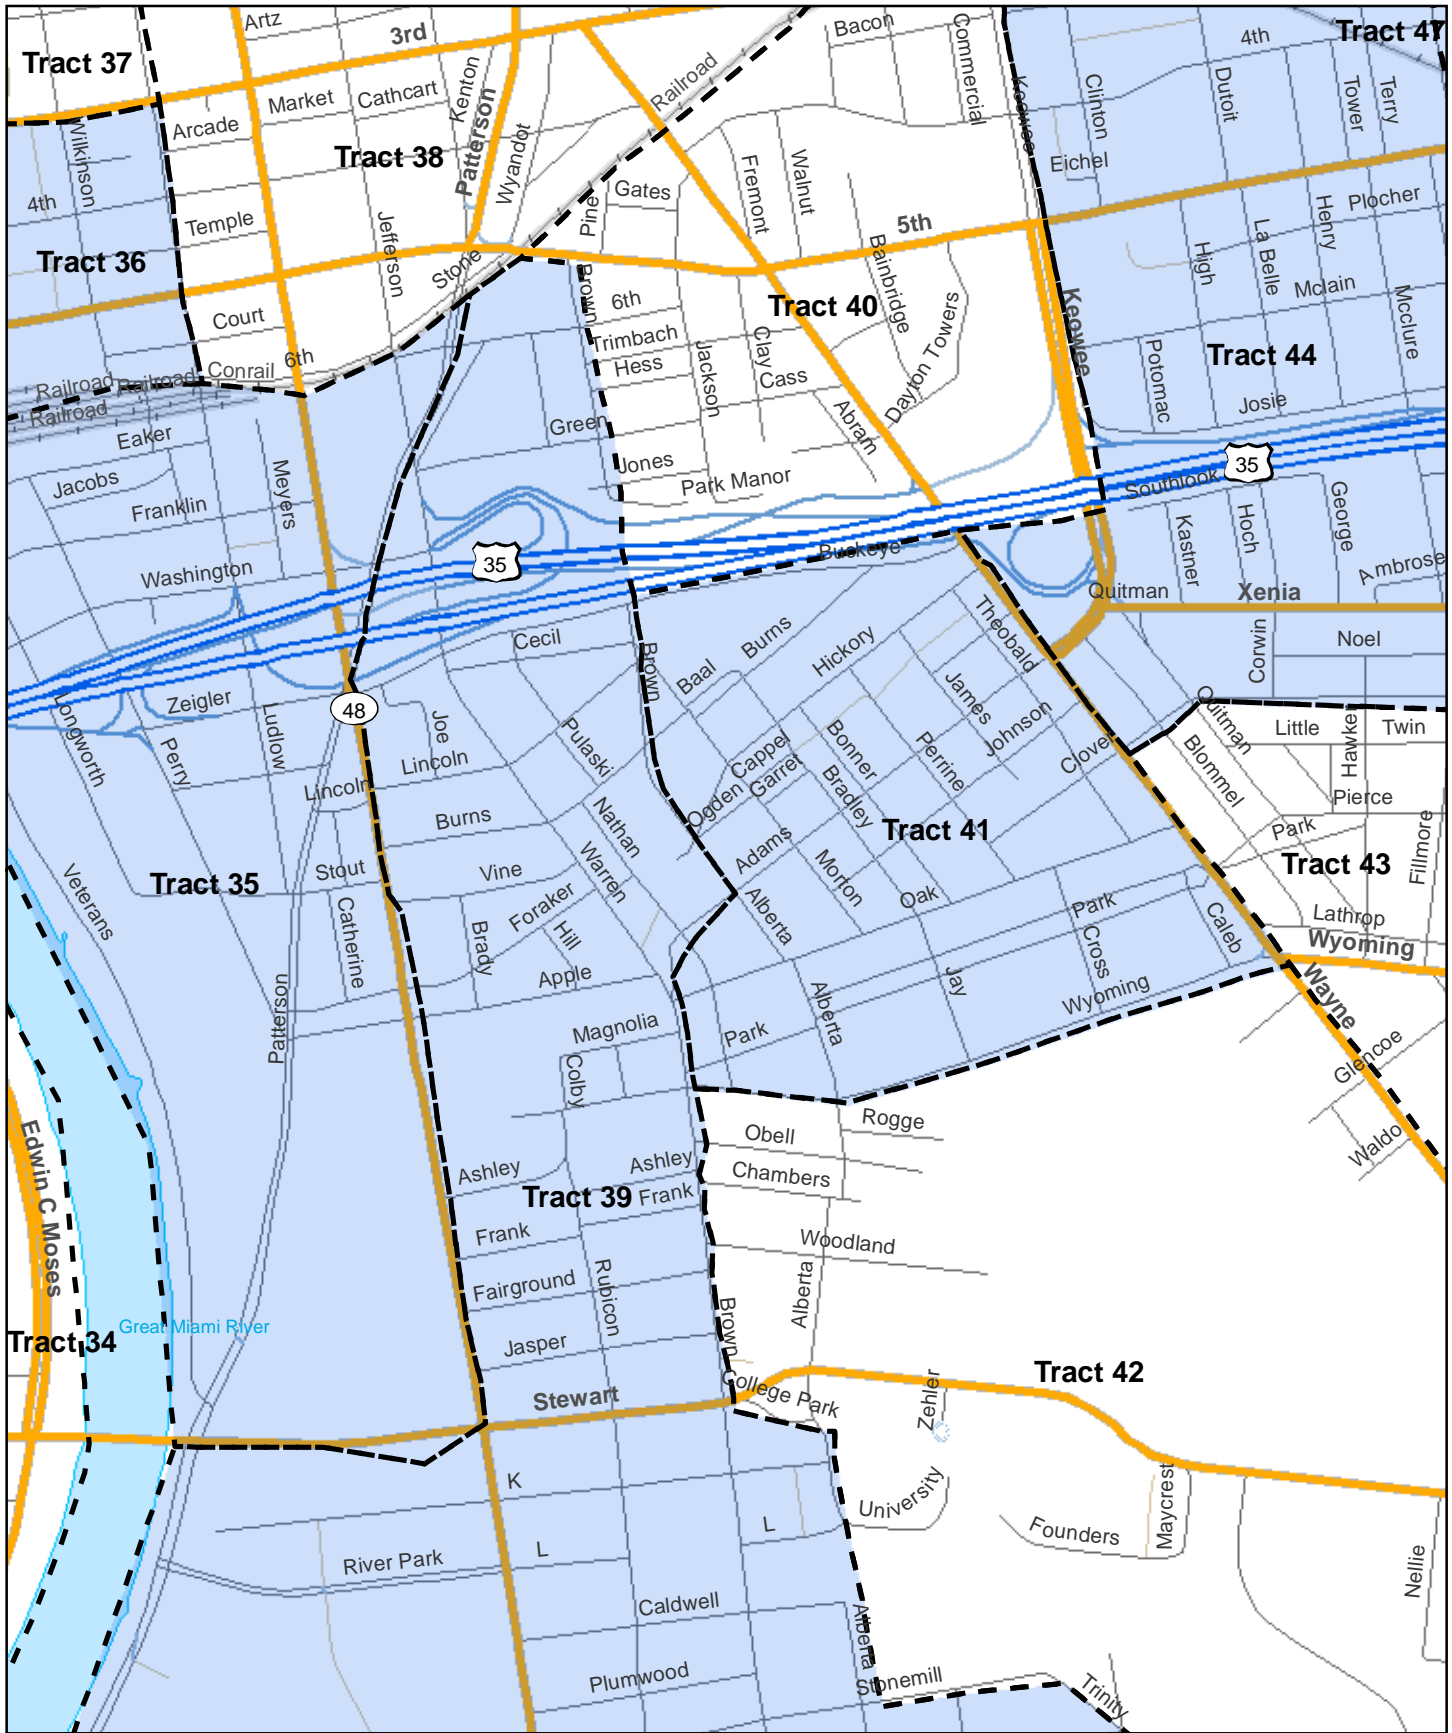 Artz
3rd
Bacon
Commercial
4th
Tract 47
Tract 37
Kenton
Railroad
Keowee
Clinton
Dutoit
Tower
Terry
Market
Cathcart
Patterson
Wilkinson
Arcade
Tract 38
Wyandot
Eichel
Fremont
Walnut
Gates
4th
Pine
Plocher
Henry
Temple
Jefferson
5th
La Belle
High
Tract 36
Stone
Brown
Bainbridge
Mclain
6th
Tract 40
Keowee
Mcclure
Court
Trimbach
Clay
Dayton Towers
Potomac
Tract 44
6th
Hess
Jackson
Conrail
Cass
Railroad
Railroad
Railroad
Josie
Green
Abram
Eaker
Jones
35
Jacobs
Meyers
Park Manor
Southlook
Franklin
Hoch
George
Kastner
Buckeye
35
Washington
Ambrose
Quitman
Xenia
Theobald
Cecil
Burns
Hickory
Noel
Corwin
Brown
Baal
Longworth
Zeigler
48
James
Quitman
Ludlow
Joe
Johnson
Little
Twin
Hawker
Pulaski
Bonner
Perrine
Clover
Perry
Lincoln
Cappel
Blommel
Garret
Lincoln
Ogden
Bradley
Pierce
Burns
Nathan
Tract 41
Park
Adams
Fillmore
Stout
Vine
Warren
Morton
Tract 43
Tract 35
Oak
Veterans
Foraker
Alberta
Park
Caleb
Lathrop
Catherine
Brady
Hill
Wyoming
Cross
Apple
Jay
Wyoming
Wayne
Patterson
Alberta
Magnolia
Park
Glencoe
Colby
Rogge
Obell
Waldo
Edwin C Moses
Ashley
Ashley
Chambers
Tract 39
Frank
Frank
Woodland
Rubicon
Fairground
Alberta
Brown
Great Miami River
Tract 34
Jasper
Tract 42
Stewart
College Park
Zehler
K
University
Maycrest
L
L
Founders
River Park
Nellie
Caldwell
Alberta
Plumwood
Stonemill
Trinity